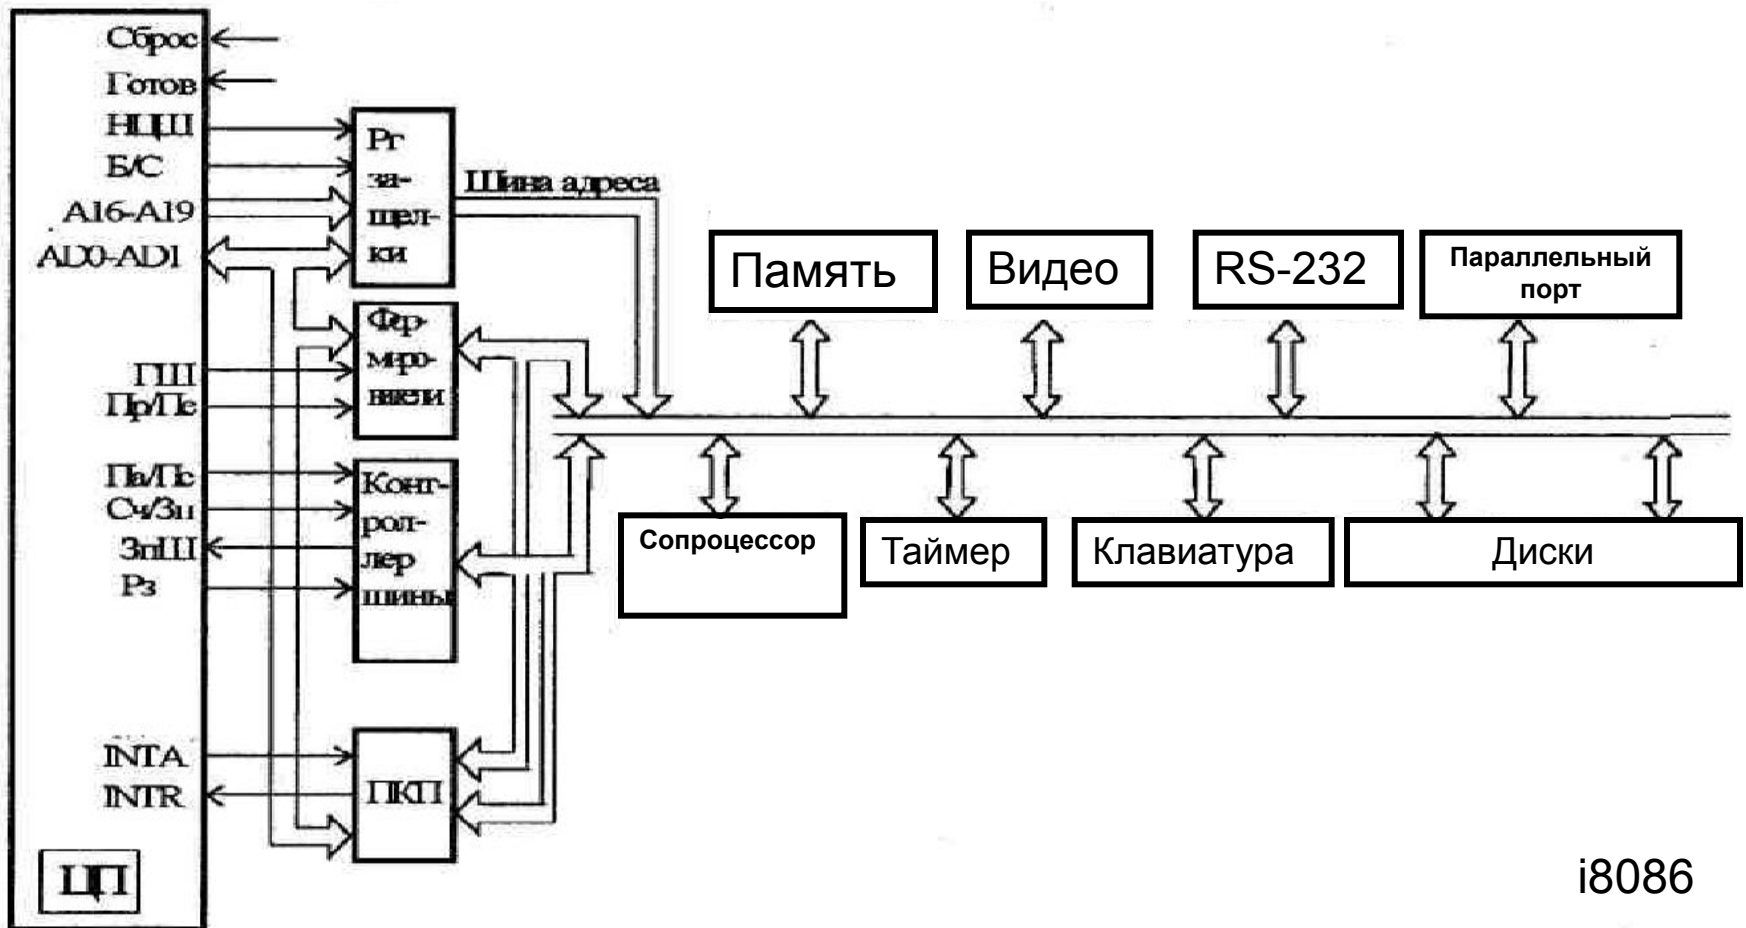 Сброс
Готов
НЦШ
Б/С
A16-A19
AD0-AD1
ГШ
Пр/Пс
Па/Пс
Сч/Зп
ЗпШ
Рз
INTA
INTR
ЦП
Рг
за-
щел-
ки
Фор-
миро-
ватели
Конт-
рол-
лер
шины
ПКП
Шина адреса
Память
Видео
RS-232
Параллельный
порт
Сопроцессор
Таймер
Клавиатура
Диски
i8086